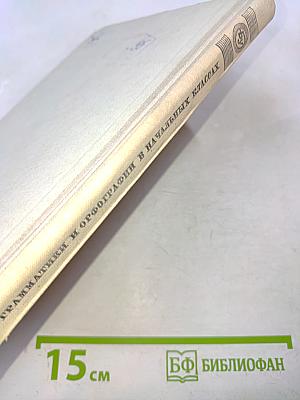 ГРАММАТИКИ И ОРФОГРАФИИ В НАЧАЛЬНЫХ КЛАССАХ
15 см
БФ БИБЛИОФАН